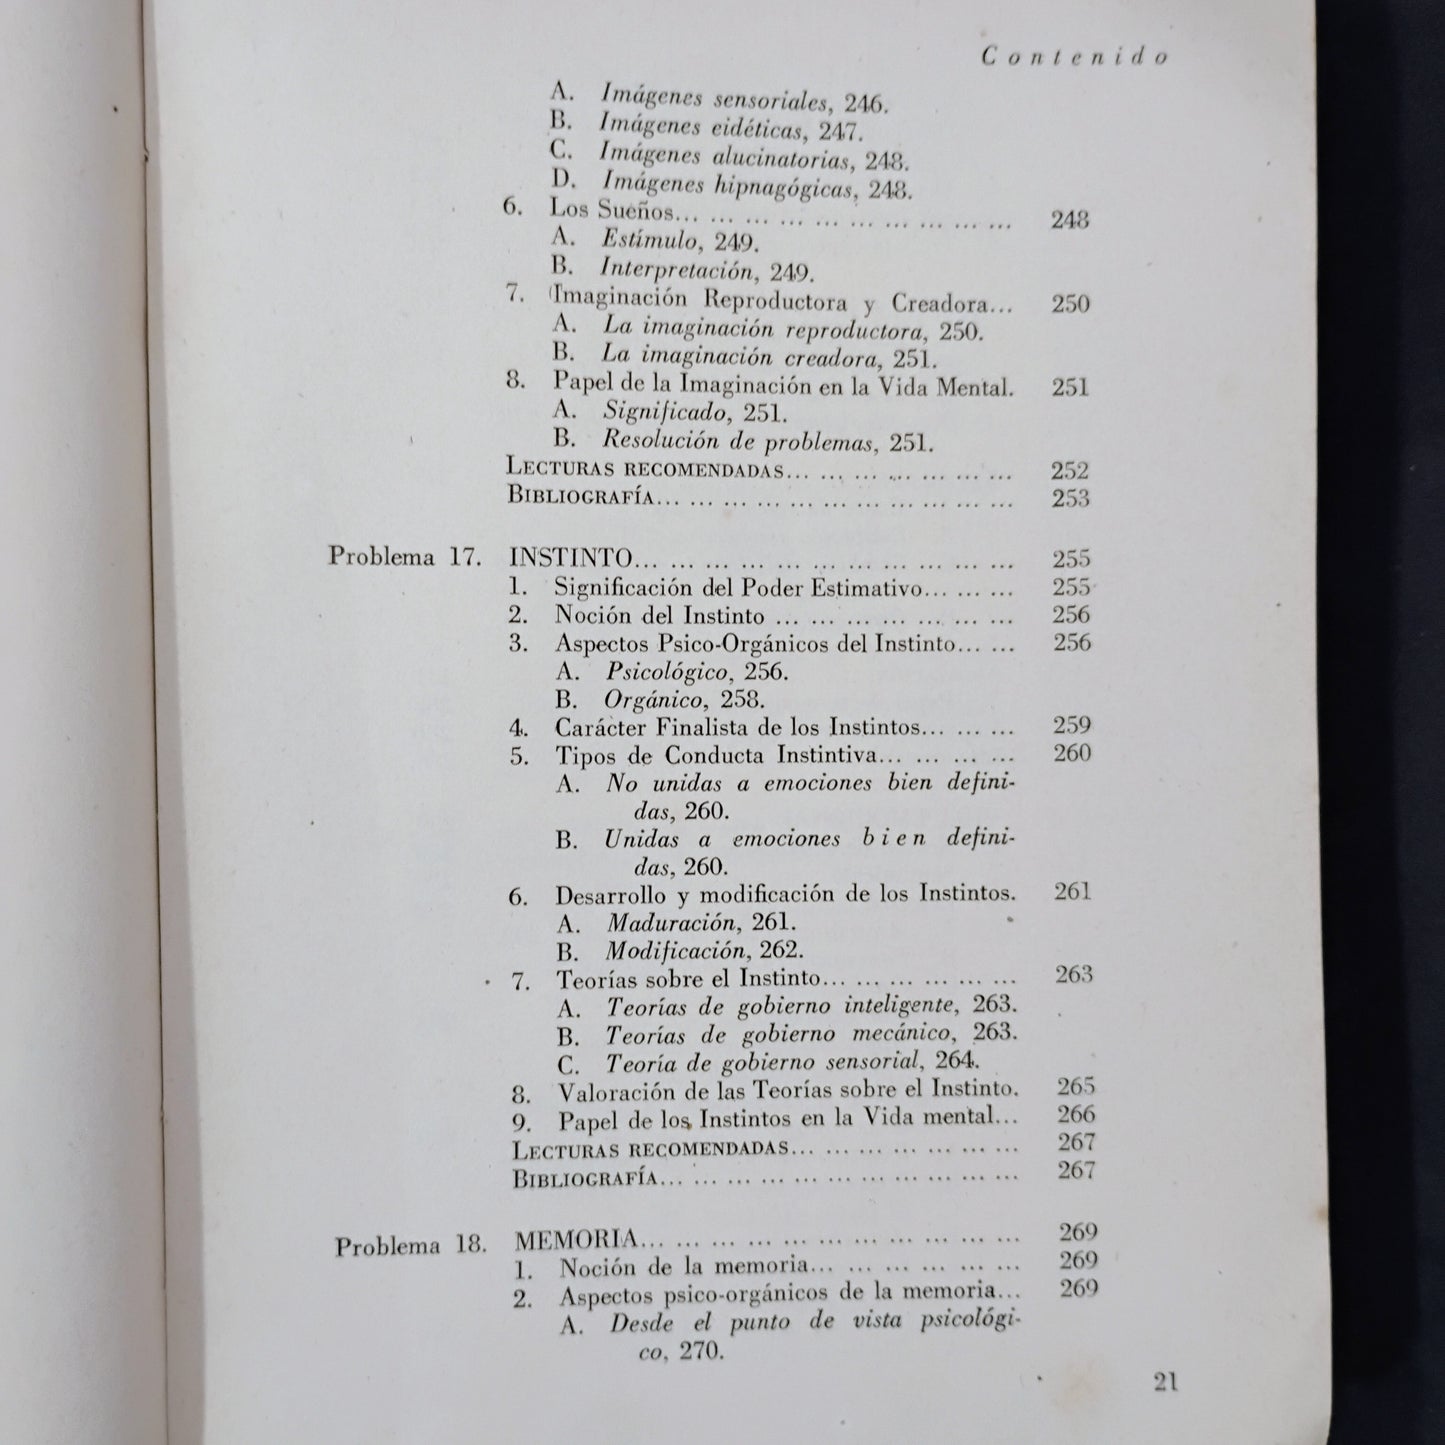 Contenido
A. Imágenes sensoriales, 246.
B. Imágenes eidéticas, 247.
C. Imágenes alucinatorias, 248.
D. Imágenes hipnagógicas, 248.
6. Los Sueños... ... ... ... ... ... ... ... ... ... 248
A. Estímulo, 249.
B. Interpretación, 249.
7. Imaginación Reproductora y Creadora... 250
A. La imaginación reproductora, 250.
B. La imaginación creadora, 251.
8. Papel de la Imaginación en la Vida Mental. 251
A. Significado, 251.
B. Resolución de problemas, 251.
LECTURAS RECOMENDADAS... ... ... ... ... ... ... 252
BIBLIOGRAFÍA... ... ... ... ... ... ... ... ... ... ... 253
Problema 17. INSTINTO... ... ... ... ... ... ... ... ... ... ... 255
1. Significación del Poder Estimativo... ... ... 255
2. Noción del Instinto ... ... ... ... ... ... ... 256
3. Aspectos Psico-Orgánicos del Instinto... ... 256
A. Psicológico, 256.
B. Orgánico, 258.
4. Carácter Finalista de los Instintos... ... ... 259
5. Tipos de Conducta Instintiva... ... ... ... 260
A. No unidas a emociones bien defini-
das, 260.
B. Unidas a emociones bien defini-
das, 260.
6. Desarrollo y modificación de los Instintos. 261
A. Maduración, 261.
B. Modificación, 262.
7. Teorías sobre el Instinto... ... ... ... ... ... 263
A. Teorías de gobierno inteligente, 263.
B. Teorías de gobierno mecánico, 263.
C. Teoría de gobierno sensorial, 264.
8. Valoración de las Teorías sobre el Instinto. 265
9. Papel de los Instintos en la Vida mental... 266
LECTURAS RECOMENDADAS... ... ... ... ... ... ... 267
BIBLIOGRAFÍA... ... ... ... ... ... ... ... ... ... ... 267
Problema 18. MEMORIA... ... ... ... ... ... ... ... ... ... ... 269
1. Noción de la memoria... ... ... ... ... ... 269
2. Aspectos psico-orgánicos de la memoria... 269
A. Desde el punto de vista psicológi-
co, 270.
21